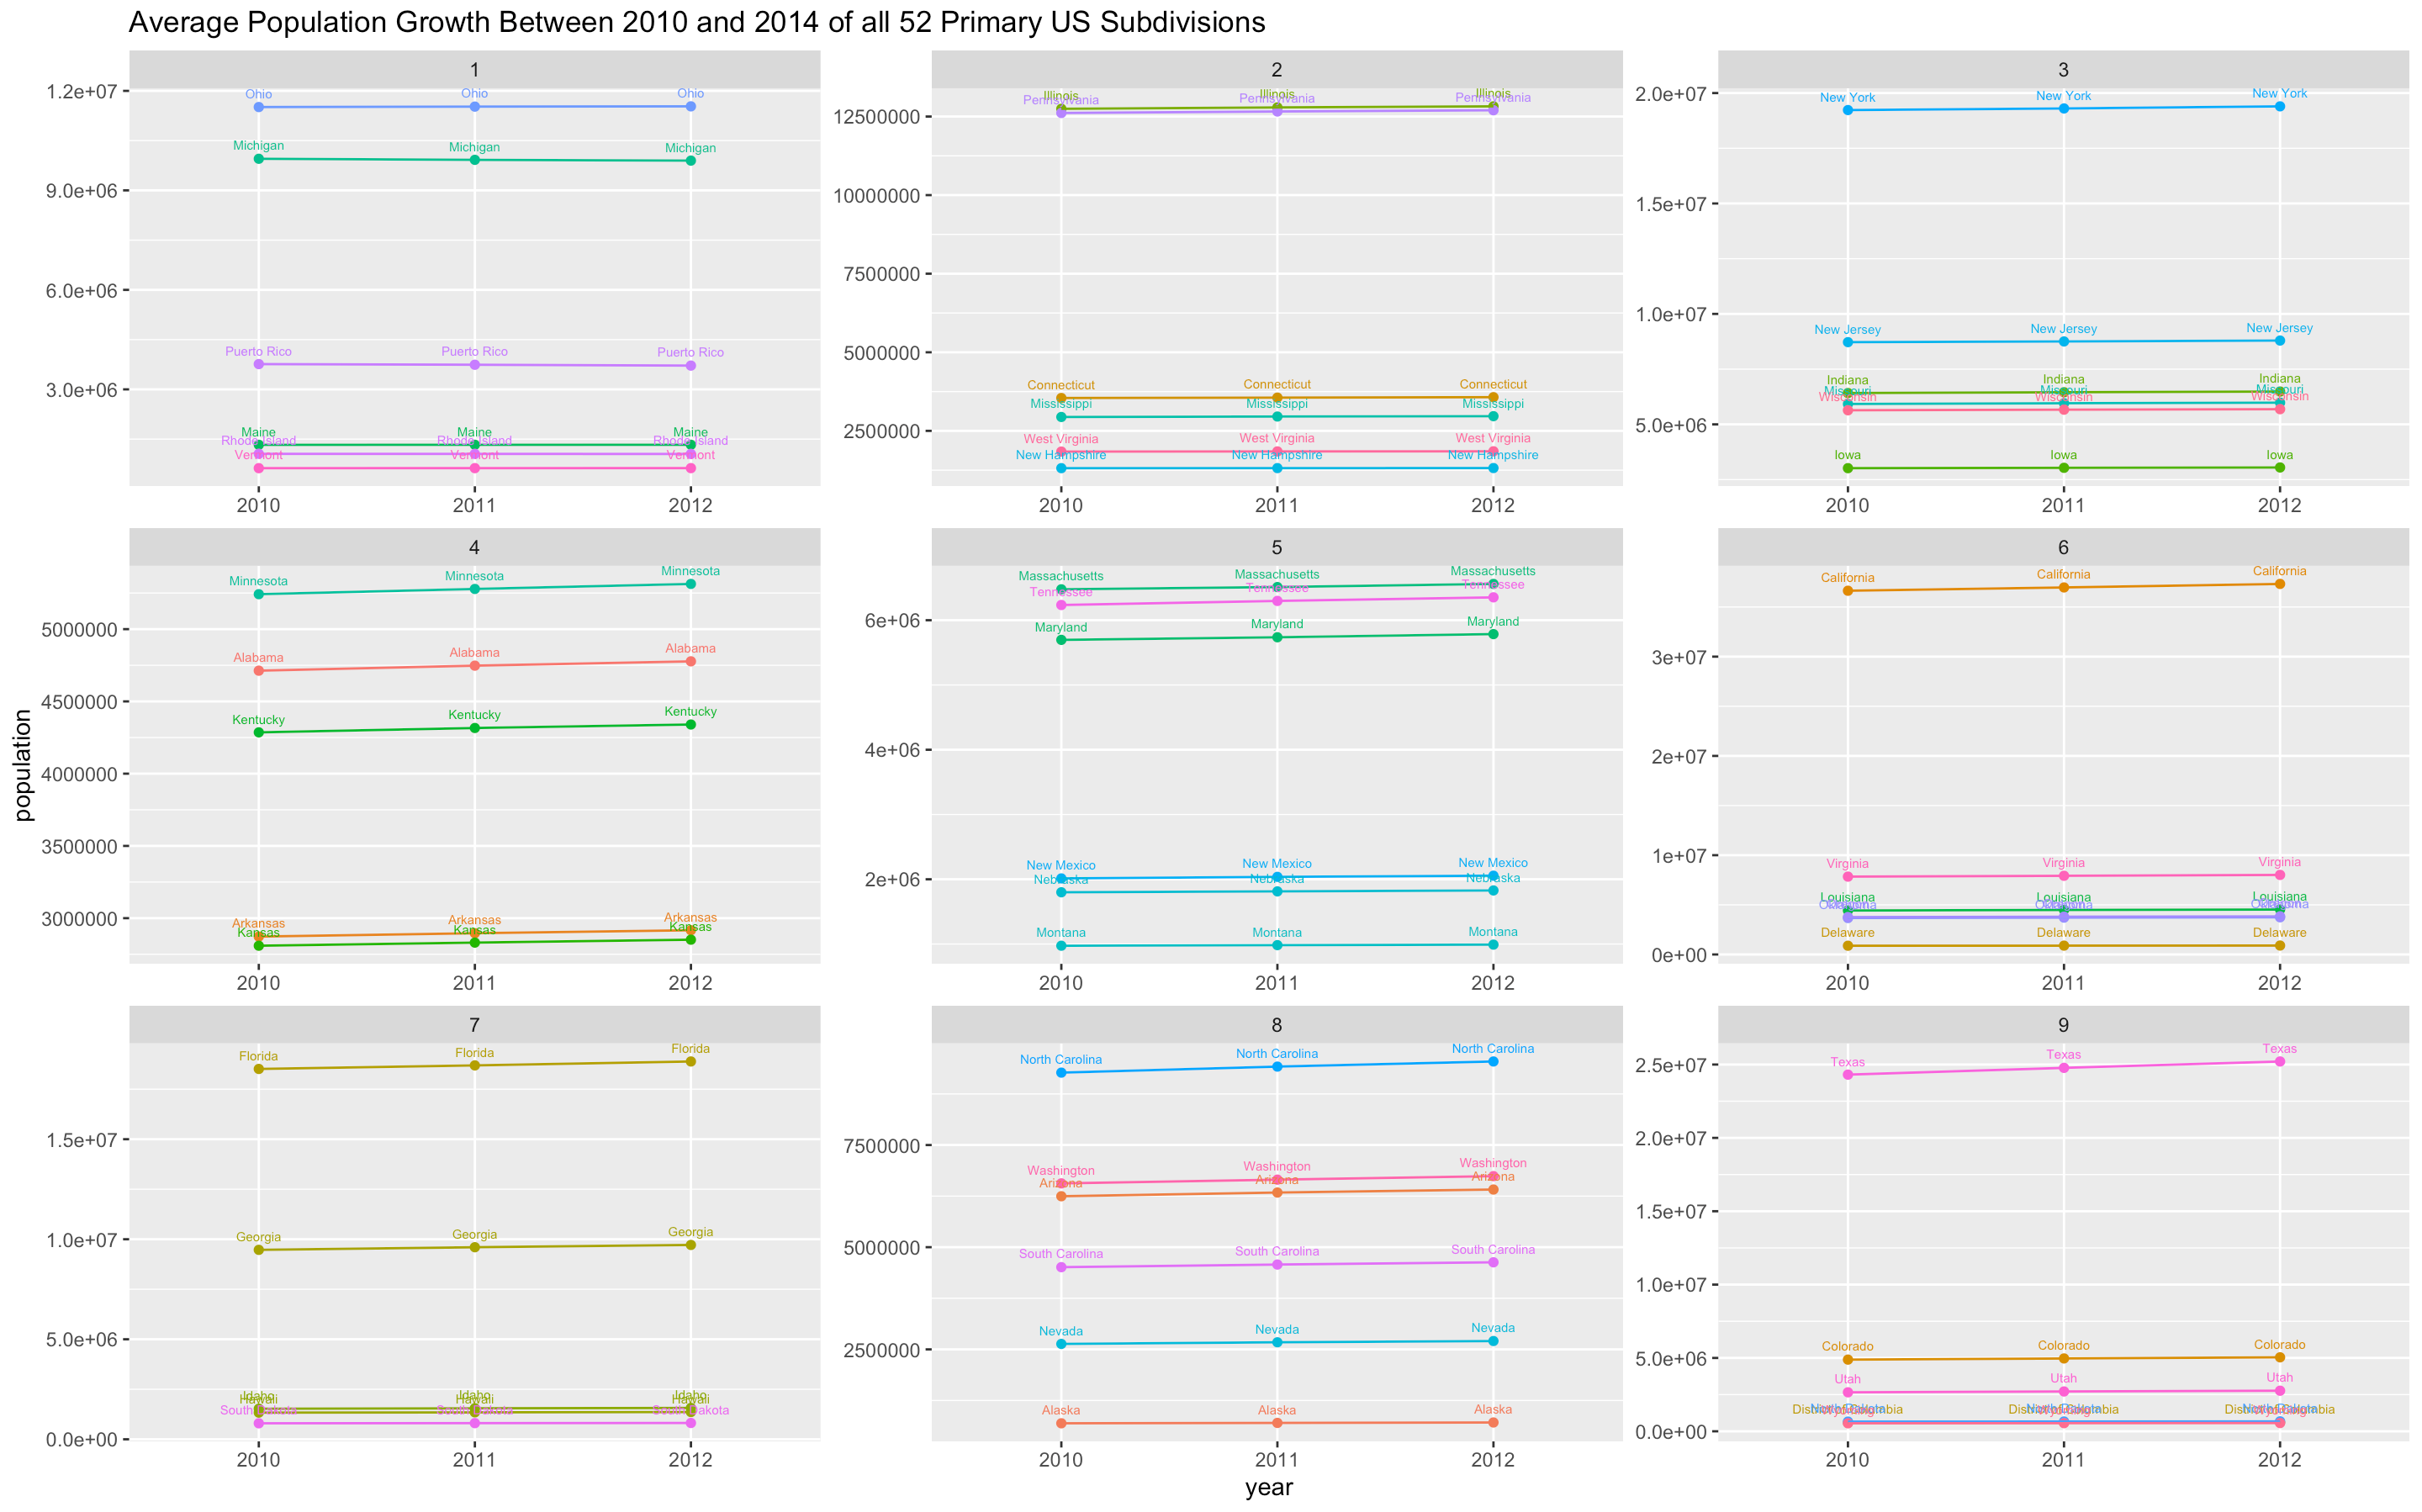 Average Population Growth Between 2010 and 2014 of all 52 Primary US Subdivisions
population
1
1.2e+07
9.0e+06
6.0e+06
3.0e+06
Ohio Ohio Ohio
Michigan Michigan Michigan
Puerto Rico Puerto Rico Puerto Rico
Maine Maine Maine
Rhode Island Rhode Island Rhode Island
Vermont Vermont Vermont
2010 2011 2012
2
12500000
10000000
7500000
5000000
2500000
Illinois Illinois Illinois
Pennsylvania Pennsylvania Pennsylvania
Connecticut Connecticut Connecticut
Mississippi Mississippi Mississippi
West Virginia West Virginia West Virginia
New Hampshire New Hampshire New Hampshire
2010 2011 2012
3
2.0e+07
1.5e+07
1.0e+07
5.0e+06
New York New York New York
New Jersey New Jersey New Jersey
Indiana Indiana Indiana
Missouri Missouri Missouri
Wisconsin Wisconsin Wisconsin
Iowa Iowa Iowa
2010 2011 2012
4
5000000
4500000
4000000
3500000
3000000
Minnesota Minnesota Minnesota
Alabama Alabama Alabama
Kentucky Kentucky Kentucky
Arkansas Arkansas Arkansas
Kansas Kansas Kansas
2010 2011 2012
5
6e+06
4e+06
2e+06
Massachusetts Massachusetts Massachusetts
Tennessee Tennessee Tennessee
Maryland Maryland Maryland
New Mexico New Mexico New Mexico
Nebraska Nebraska Nebraska
Montana Montana Montana
2010 2011 2012
6
3e+07
2e+07
1e+07
0e+00
California California California
Virginia Virginia Virginia
Louisiana Louisiana Louisiana
Oklahoma Oklahoma Oklahoma
Delaware Delaware Delaware
2010 2011 2012
7
1.5e+07
1.0e+07
5.0e+06
0.0e+00
Florida Florida Florida
Georgia Georgia Georgia
Idaho Idaho Idaho
Hawaii Hawaii Hawaii
South Dakota South Dakota South Dakota
2010 2011 2012
8
7500000
5000000
2500000
North Carolina North Carolina North Carolina
Washington Washington Washington
Arizona Arizona Arizona
South Carolina South Carolina South Carolina
Nevada Nevada Nevada
Alaska Alaska Alaska
2010 2011 2012
9
2.5e+07
2.0e+07
1.5e+07
1.0e+07
5.0e+06
0.0e+00
Texas Texas Texas
Colorado Colorado Colorado
Utah Utah Utah
North Dakota North Dakota North Dakota
District of Columbia District of Columbia District of Columbia
Wyoming Wyoming Wyoming
2010 2011 2012
year